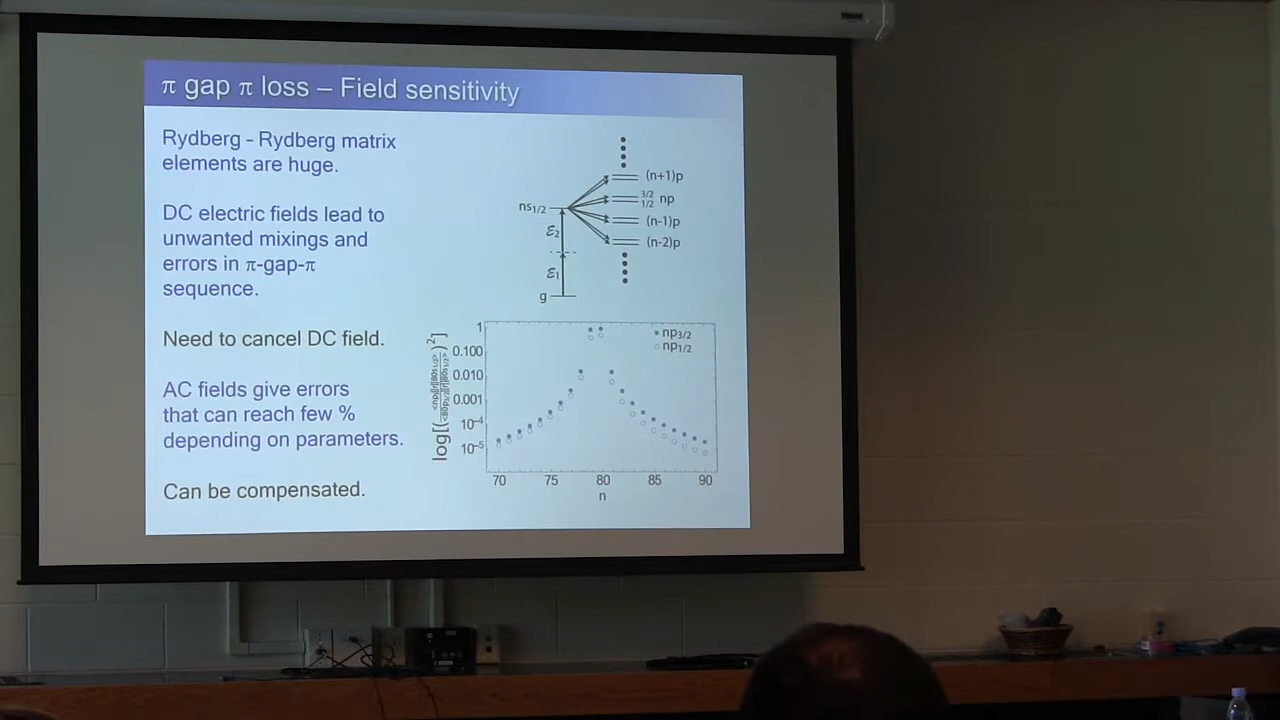 π gap π loss – Field sensitivity
Rydberg - Rydberg matrix
elements are huge.
DC electric fields lead to
unwanted mixings and
errors in π-gap-π
sequence.
Need to cancel DC field.
AC fields give errors
that can reach few %
depending on parameters.
Can be compensated.
(n+1)p
3/2
1/2 np
ns1/2
(n-1)p
ε2
(n-2)p
ε1
g
1
np3/2
np1/2
0.100
0.010
0.001
10⁻⁴
10⁻⁵
70 75 80 85 90
n